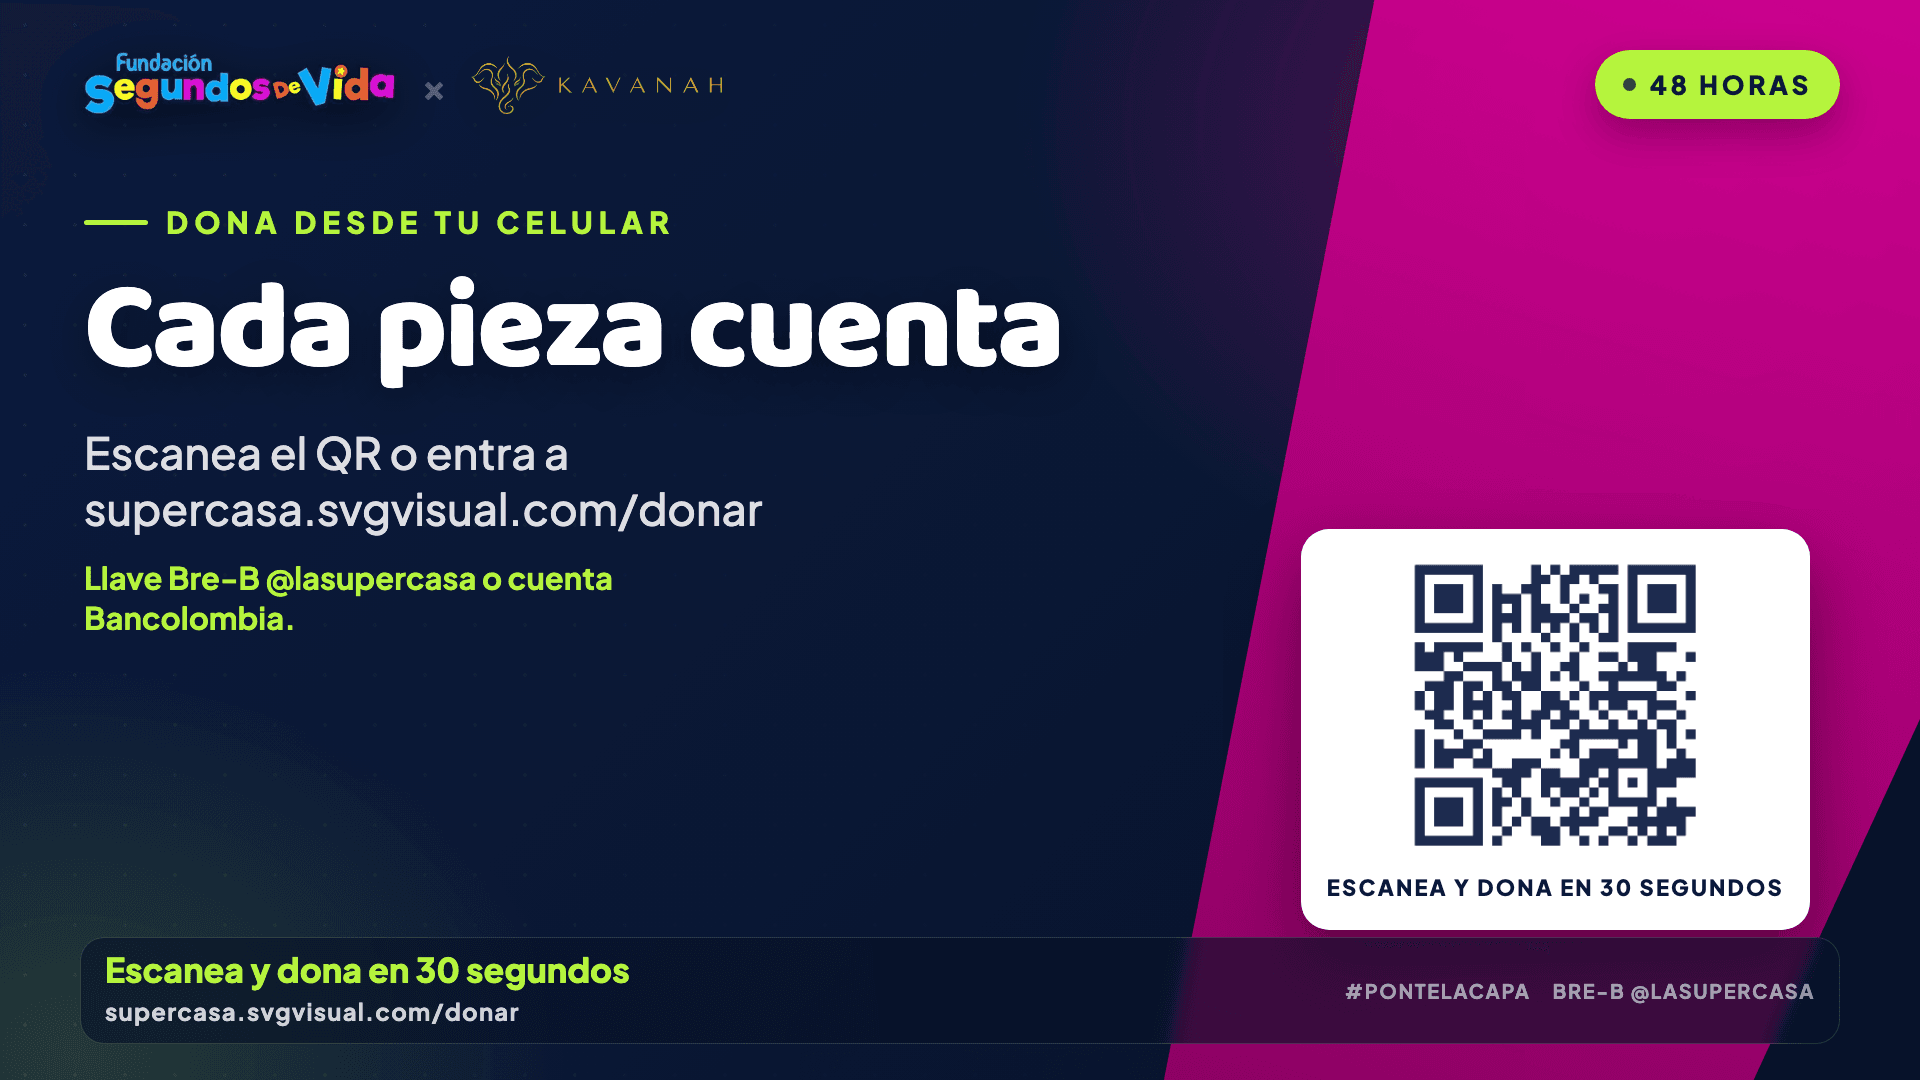 Fundación
Segundos de Vida × KAVANAH
48 HORAS
DONA DESDE TU CELULAR
Cada pieza cuenta
Escanea el QR o entra a
supercasa.svgvisual.com/donar
Llave Bre-B @lasupercasa o cuenta
Bancolombia.
ESCANEA Y DONA EN 30 SEGUNDOS
Escanea y dona en 30 segundos
supercasa.svgvisual.com/donar
#PONTELACAPA BRE-B @LASUPERCASA